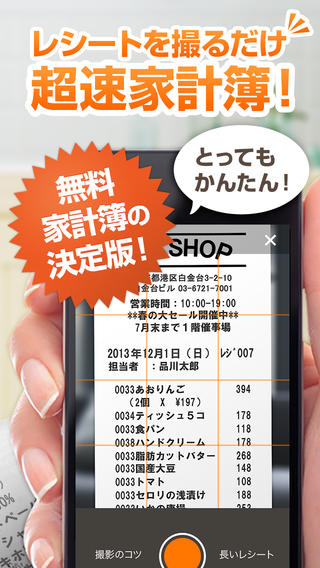 レシートを撮るだけ
超速家計簿！
とっても
かんたん！
無料
家計簿の
決定版！
SHOP
都港区白金台3-2-10
金台ビル 03-6721-7001
営業時間：10:00-19:00
**春の大セール開催中**
7月末まで１階催事場
2013年12月1日（日） ﾚｼﾞ007
担当者 ：品川太郎
0033あおりんご 394
（2個 X ¥197）
0034ティッシュ５コ 178
0033食パン 118
0038ハンドクリーム 178
0033脂肪カットバター 268
0033国産大豆 148
0033トマト 108
0033セロリの浅漬け 188
148
撮影のコツ
長いレシート